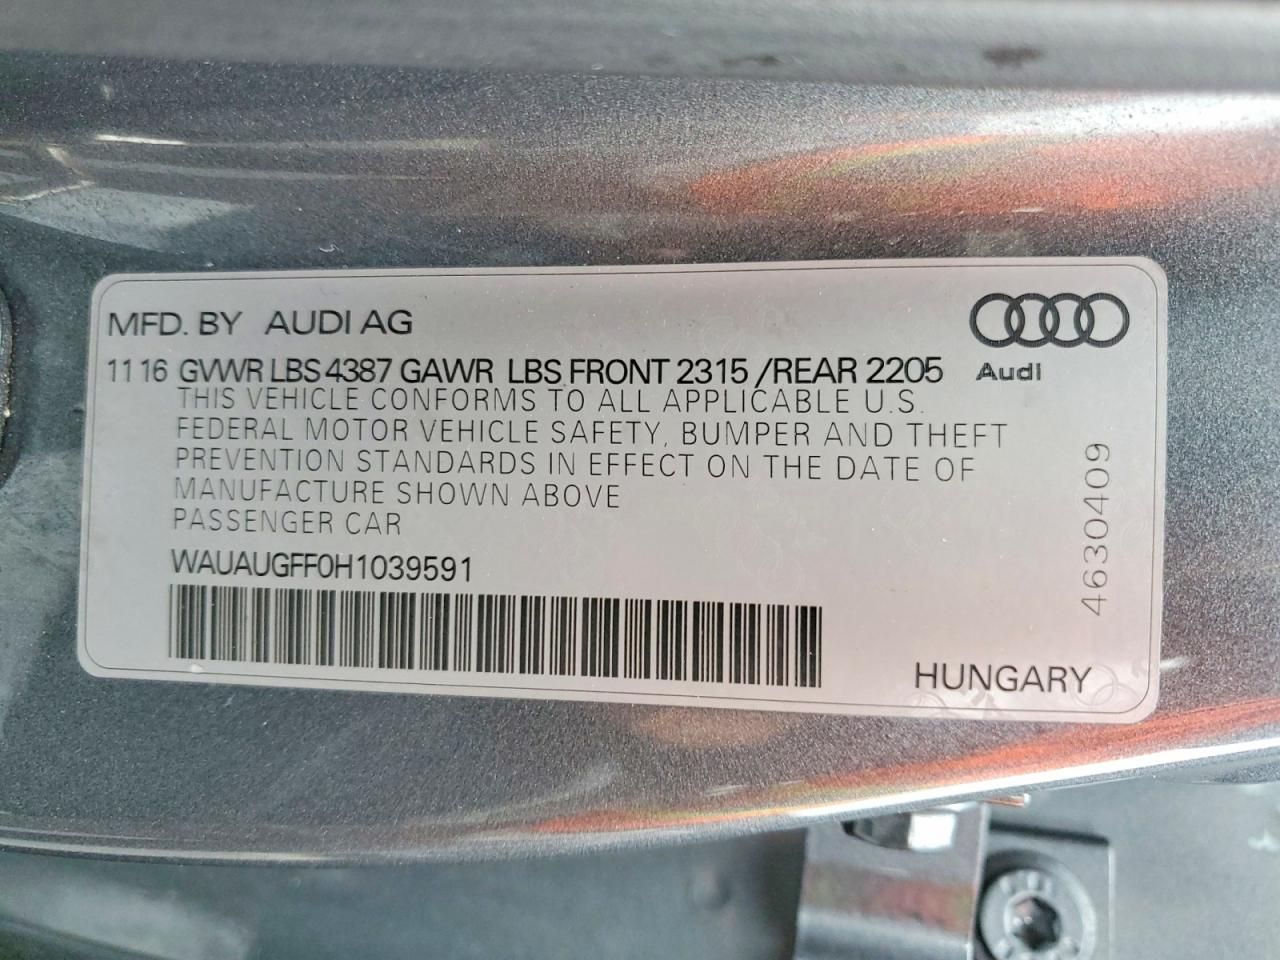 MFD. BY AUDI AG
11 16 GVWR LBS 4387 GAWR LBS FRONT 2315 /REAR 2205
Audi
THIS VEHICLE CONFORMS TO ALL APPLICABLE U.S.
FEDERAL MOTOR VEHICLE SAFETY, BUMPER AND THEFT
PREVENTION STANDARDS IN EFFECT ON THE DATE OF
MANUFACTURE SHOWN ABOVE
PASSENGER CAR
WAUAUGFF0H1039591
4630409
HUNGARY